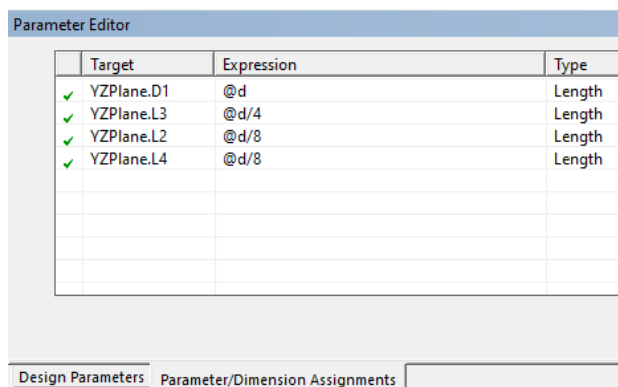 Parameter Editor
Target Expression Type
YZPlane.D1 @d Length
YZPlane.L3 @d/4 Length
YZPlane.L2 @d/8 Length
YZPlane.L4 @d/8 Length
Design Parameters Parameter/Dimension Assignments